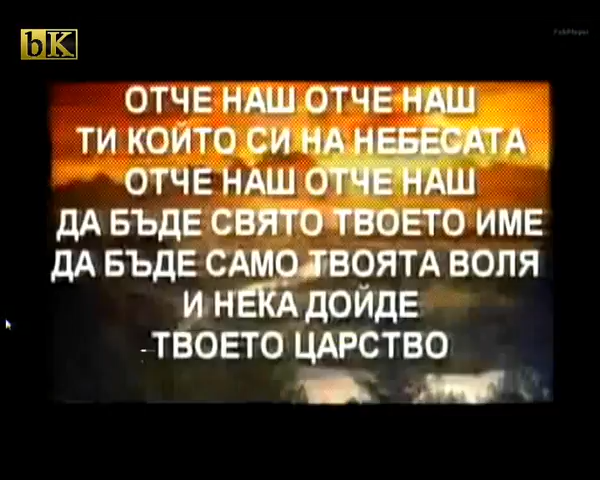 bK
ОТЧЕ НАШ ОТЧЕ НАШ
ТИ КОЙТО СИ НА НЕБЕСАТА
ОТЧЕ НАШ ОТЧЕ НАШ
ДА БЪДЕ СВЯТО ТВОЕТО ИМЕ
ДА БЪДЕ САМО ТВОЯТА ВОЛЯ
И НЕКА ДОЙДЕ
ТВОЕТО ЦАРСТВО